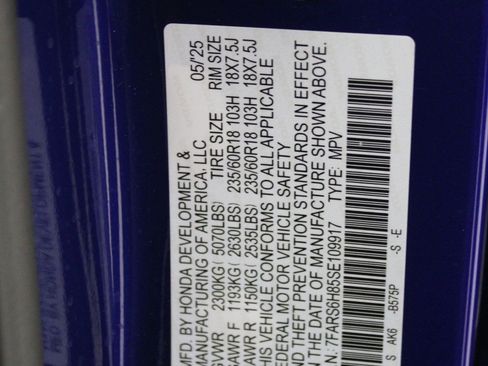 MFD. BY HONDA DEVELOPMENT &
MANUFACTURING OF AMERICA, LLC 05/'25
GVWR 2300KG( 5070LBS) TIRE SIZE RIM SIZE
GAWR F 1193KG( 2630LBS) 235/60R18 103H 18X7.5J
GAWR R 1150KG( 2535LBS) 235/60R18 103H 18X7.5J
THIS VEHICLE CONFORMS TO ALL APPLICABLE
FEDERAL MOTOR VEHICLE SAFETY
AND THEFT PREVENTION STANDARDS IN EFFECT
ON THE DATE OF MANUFACTURE SHOWN ABOVE.
N: 7FARS6H85SE109917 TYPE: MPV
S AK6 -B575P -S -E